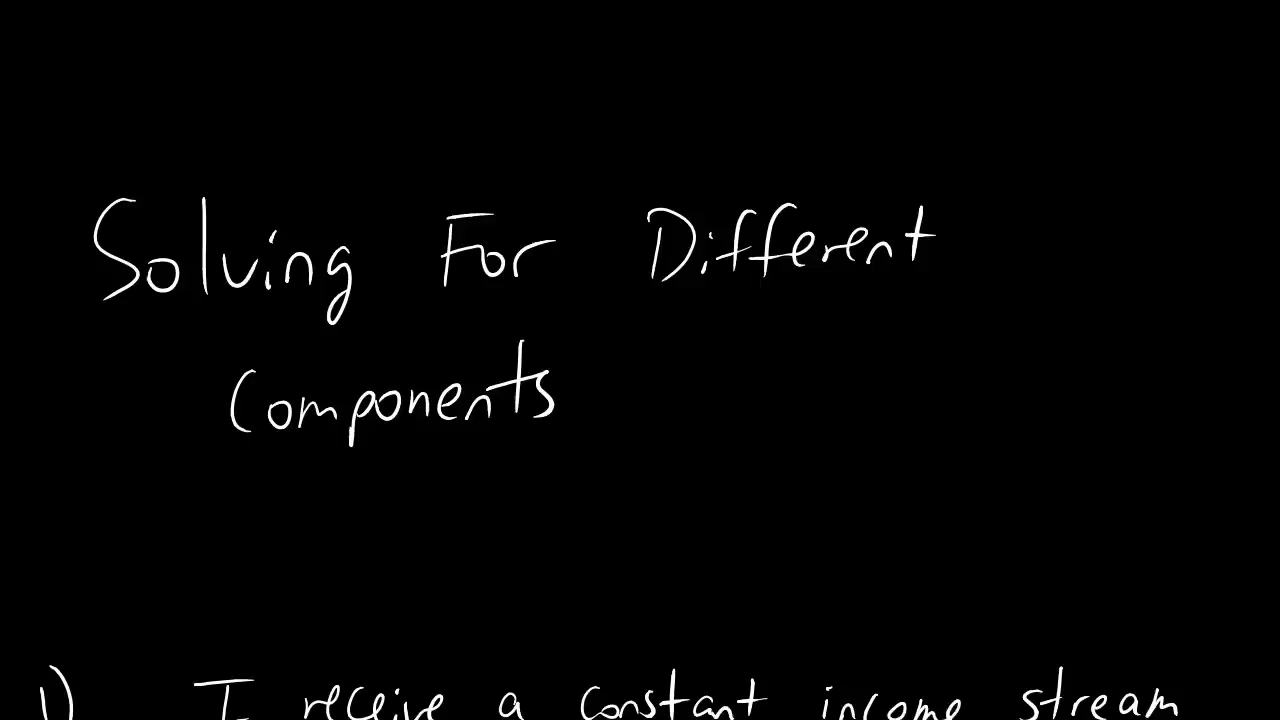 Solving For Different
Components
1) I receive a constant income stream